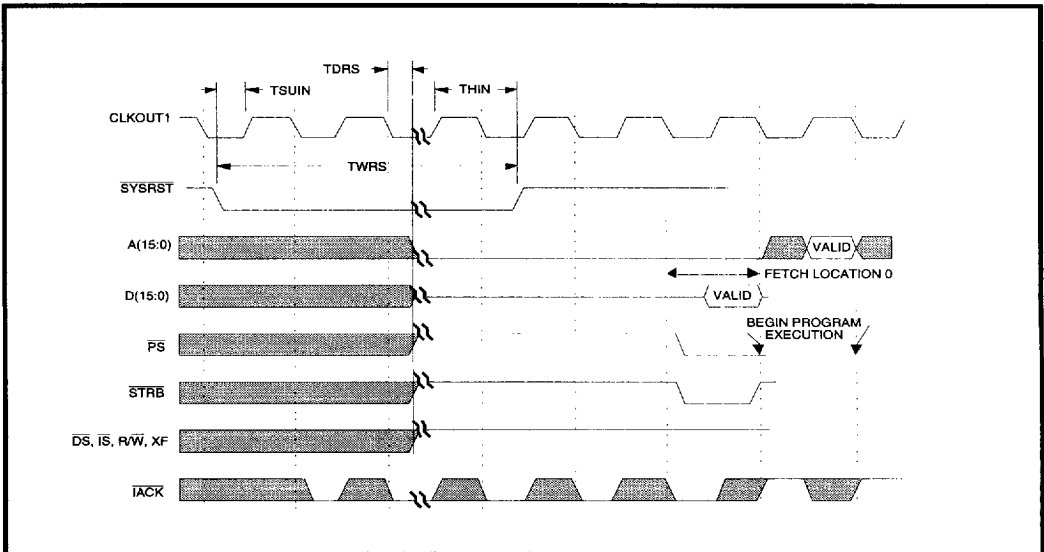 TDRS
TSUIN
THIN
CLKOUT1
TWRS
SYSRST
A(15:0)
VALID
FETCH LOCATION 0
D(15:0)
VALID
BEGIN PROGRAM
EXECUTION
PS
STRB
DS, IS, R/W, XF
IACK